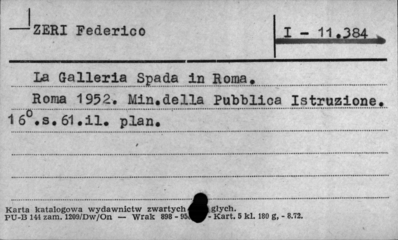 ZERI Federico
I - 11.384
La Galleria Spada in Roma.
Roma 1952. Min.della Pubblica Istruzione.
16°.s.61.il. plan.
Karta katalogowa wydawnictw zwartych głych.
PU-B 144 zam. 1209/Dw/On — Wrak 898 - - Kart. 5 kl. 180 g, - 8.72.